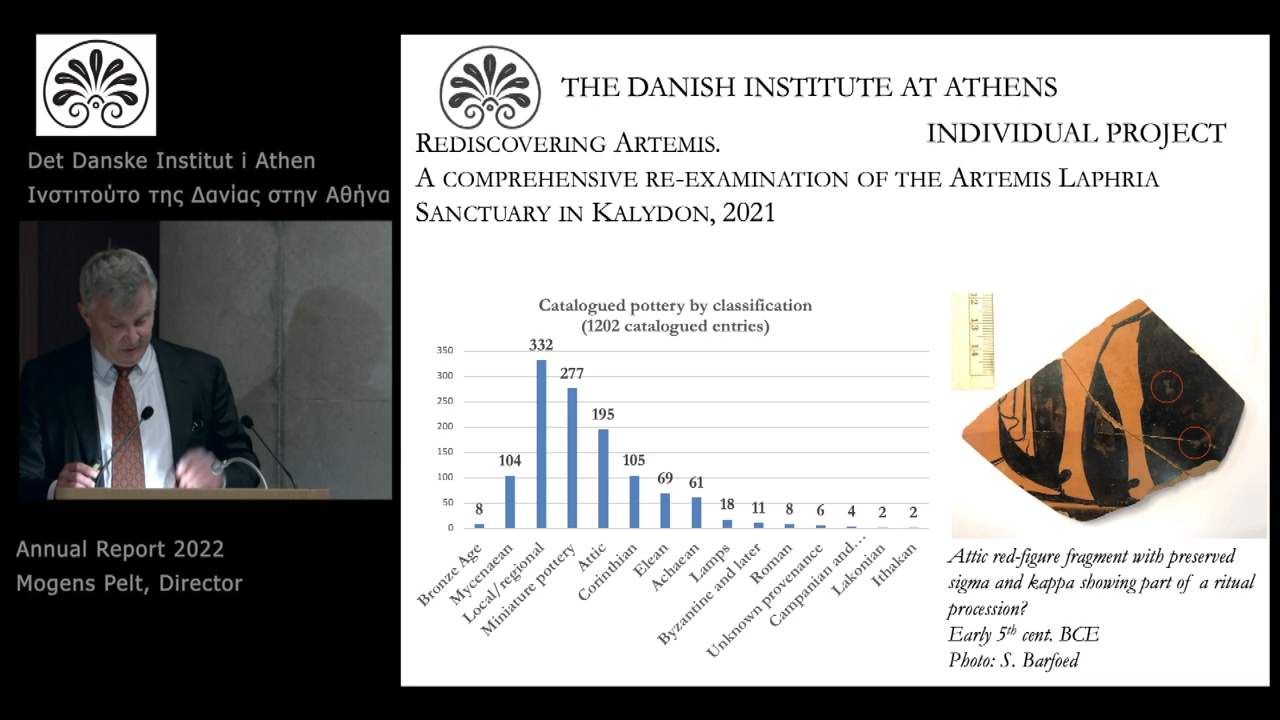 Det Danske Institut i Athen
Ινστιτούτο της Δανίας στην Αθήνα
Annual Report 2022
Mogens Pelt, Director
THE DANISH INSTITUTE AT ATHENS
INDIVIDUAL PROJECT
REDISCOVERING ARTEMIS.
A COMPREHENSIVE RE-EXAMINATION OF THE ARTEMIS LAPHRIA
SANCTUARY IN KALYDON, 2021
Catalogued pottery by classification
(1202 catalogued entries)
350
300
250
200
150
100
50
0
8
104
332
277
195
105
69
61
18
11
8
6
4
2
2
Bronze Age
Mycenaean
Local/regional
Miniature pottery
Attic
Corinthian
Elean
Achaean
Lamps
Byzantine and later
Roman
Unknown provenance
Campanian and…
Lakonian
Ithakan
13
14
Attic red-figure fragment with preserved
sigma and kappa showing part of a ritual
procession?
Early 5th cent. BCE
Photo: S. Barfoed